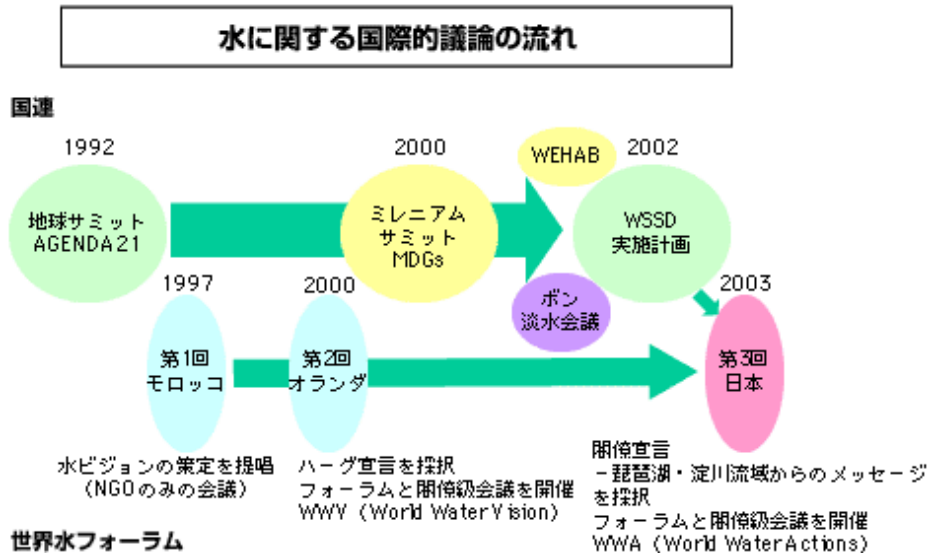 水に関する国際的議論の流れ
国連
1992
地球サミット
AGENDA21
2000
ミレニアム
サミット
MDGs
WEHAB
2002
WSSD
実施計画
ボン
淡水会議
1997
第1回
モロッコ
2000
第2回
オランダ
2003
第3回
日本
水ビジョンの策定を提唱
(NGOのみの会議)
ハーグ宣言を採択
フォーラムと閣僚級会議を開催
WWV (World Water Vision)
閣僚宣言
-琵琶湖・淀川流域からのメッセージ
を採択
フォーラムと閣僚級会議を開催
WWA (World Water Actions)
世界水フォーラム